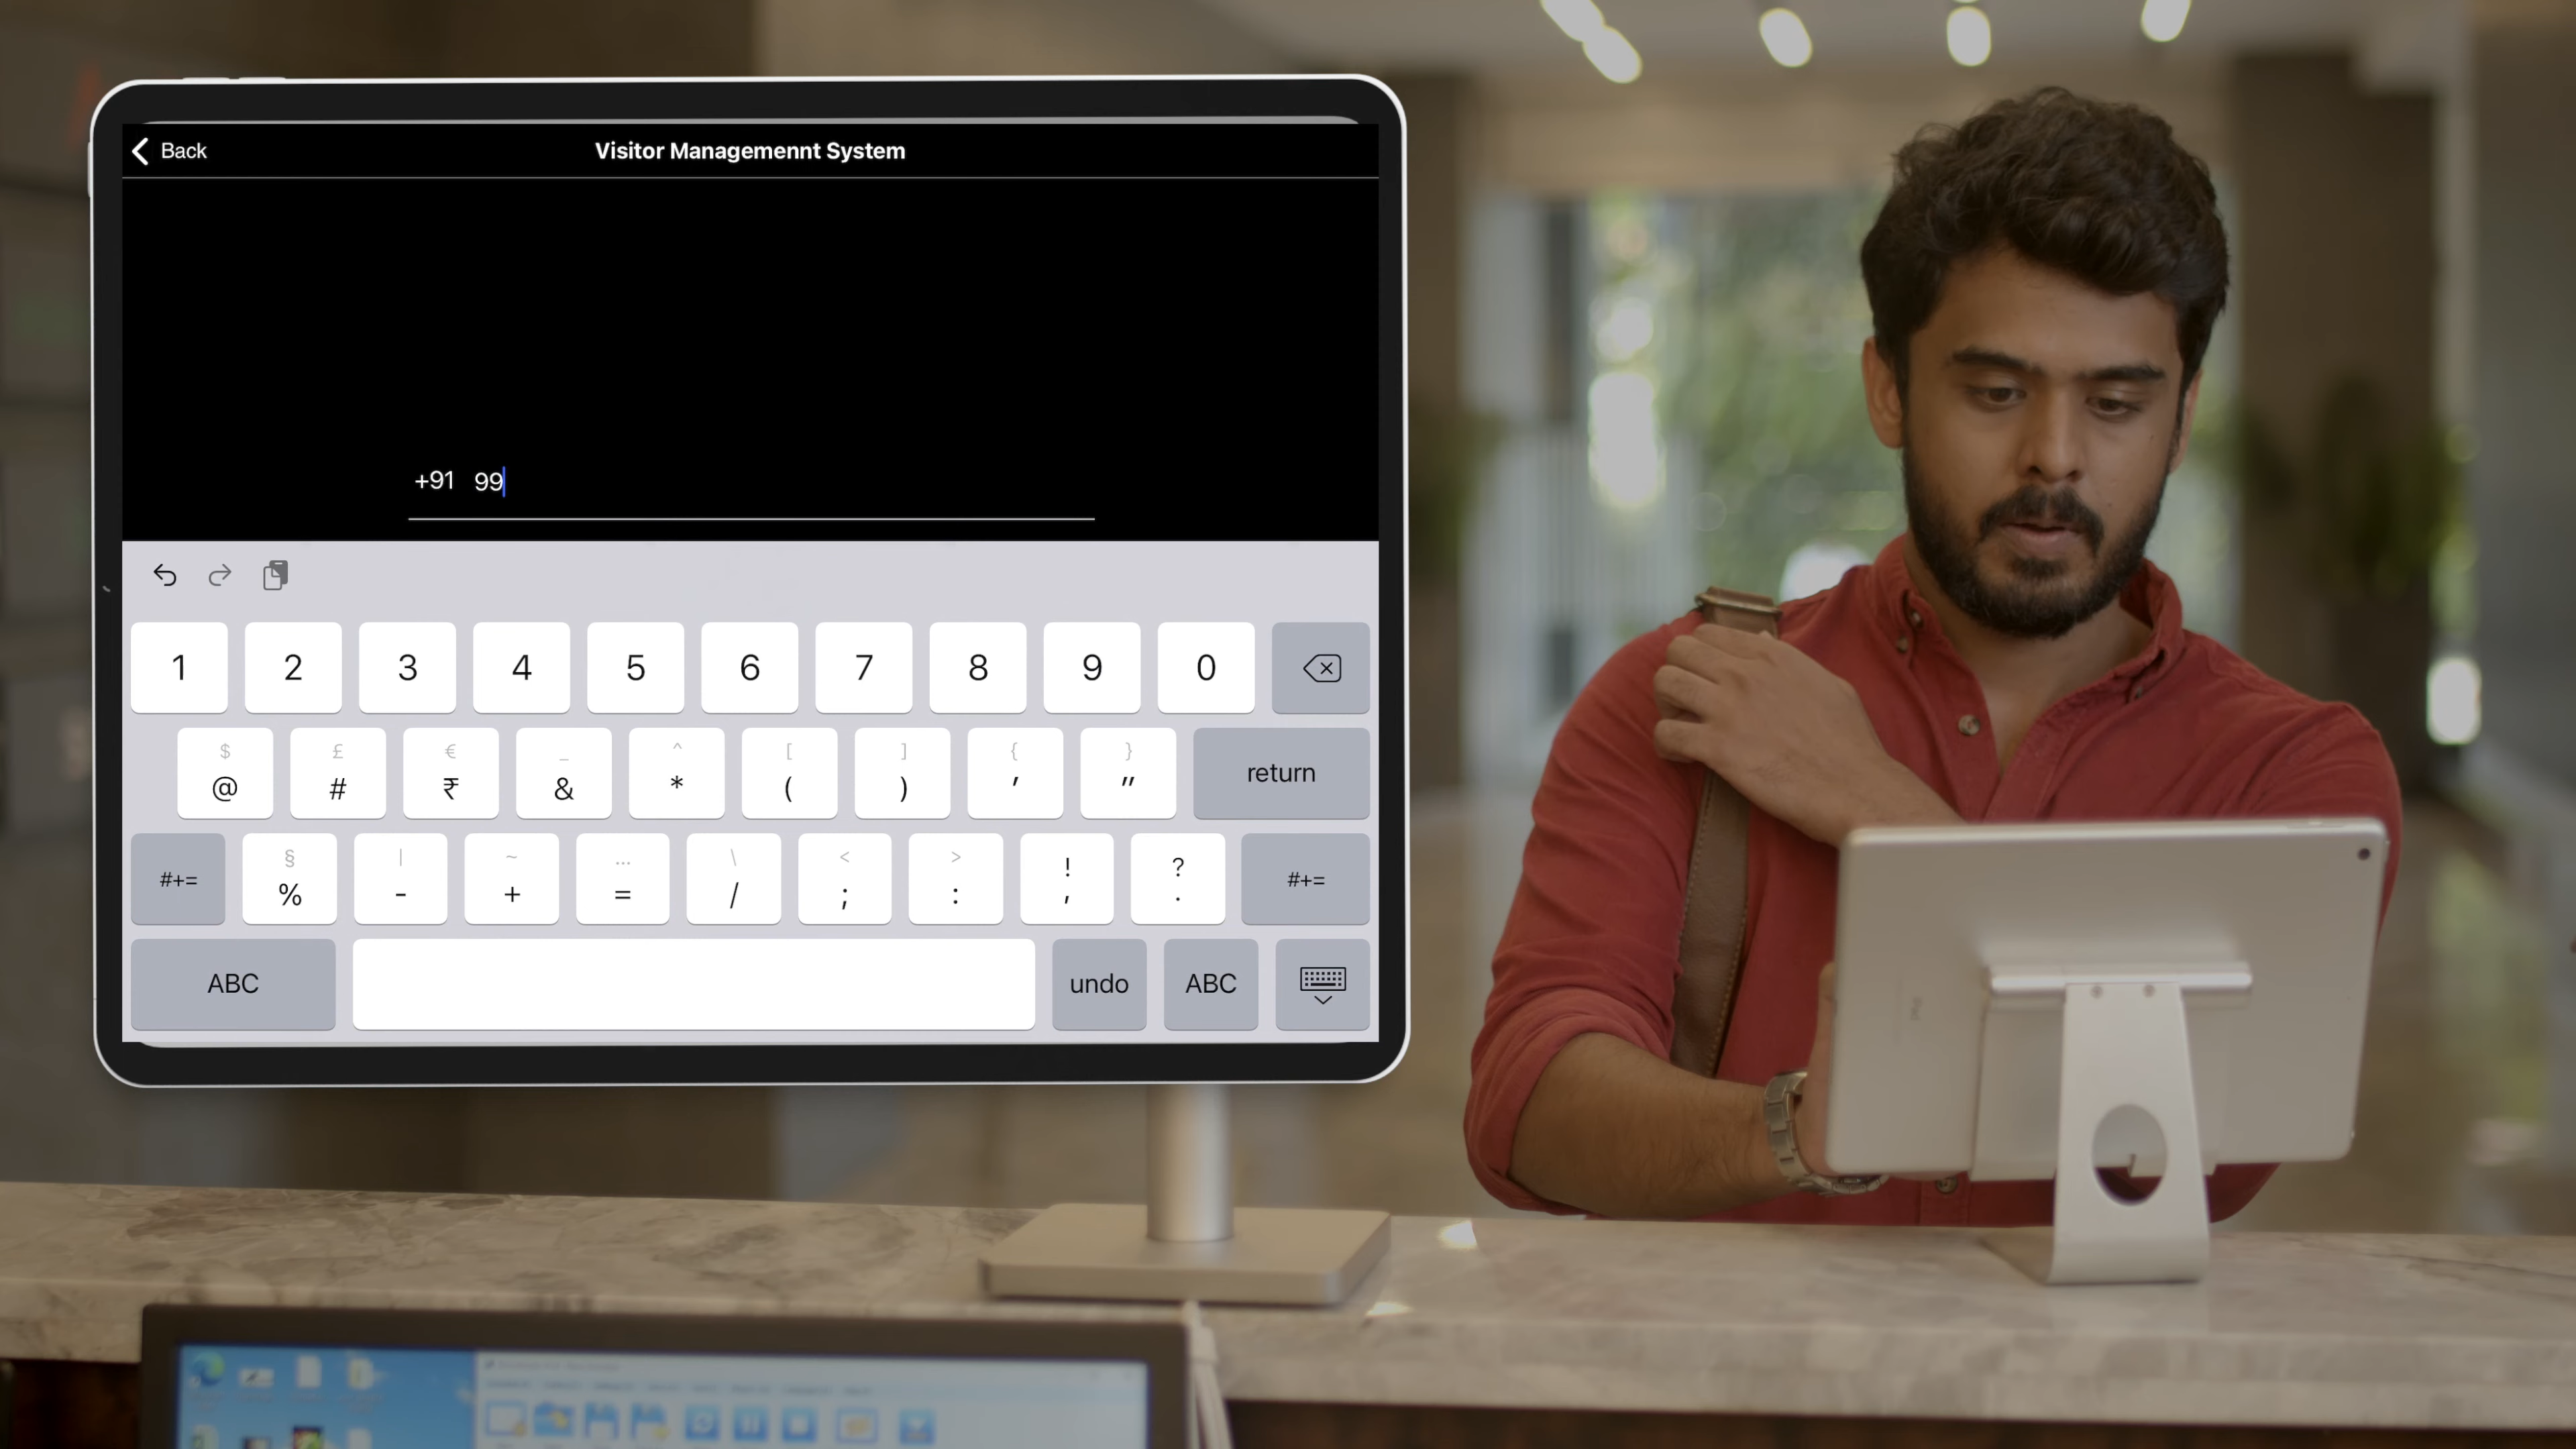 Back
Visitor Managemennt System
+91 99
1 2 3 4 5 6 7 8 9 0
$ £ € _ ^ [ ] { }
@ # ₹ & * ( ) ' " return
§ | ~ … \ < > ! ?
#+= % - + = / ; : , . #+=
ABC undo ABC